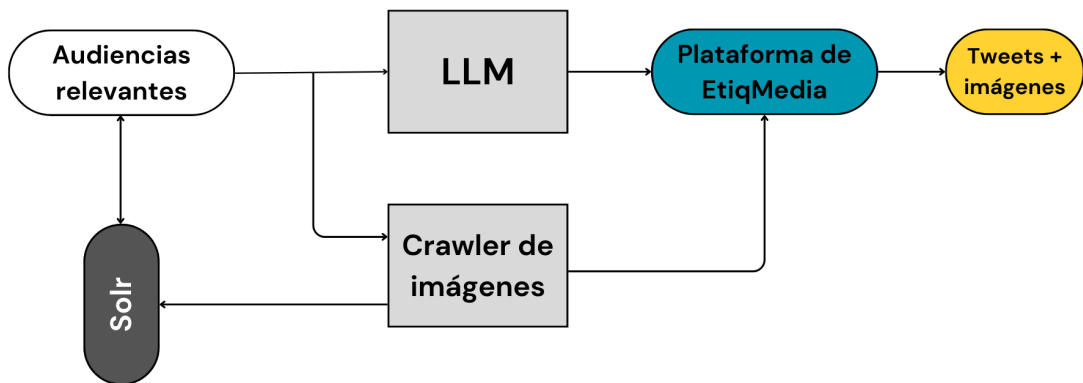 Audiencias
relevantes
LLM
Plataforma de
EtiqMedia
Tweets +
imágenes
Crawler de
imágenes
Solr